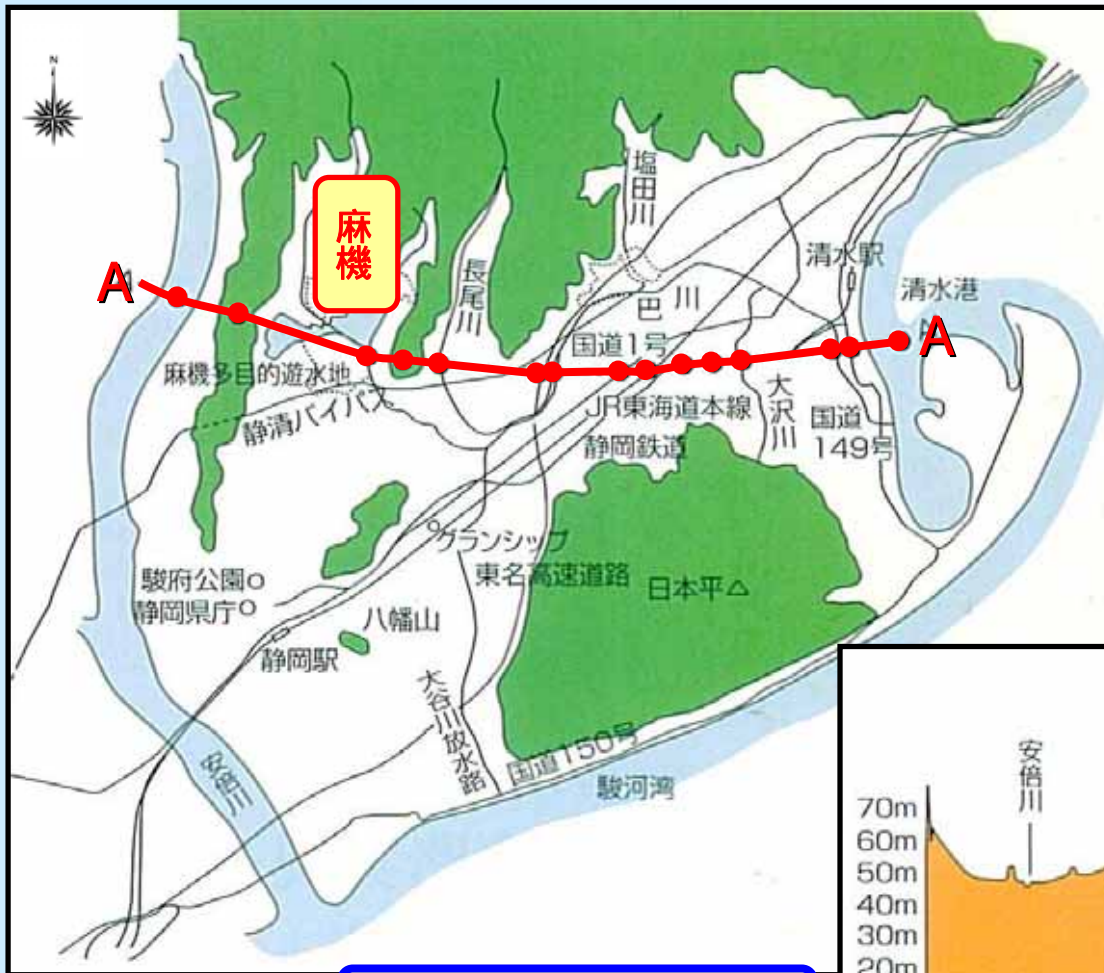 N
麻機
塩田川
長尾川
清水駅
清水港
巴川
A
A
国道1号
麻機多目的遊水地
静清バイパス
JR東海道本線
大沢川
国道
149号
静岡鉄道
グランシップ
東名高速道路
日本平
駿府公園
静岡県庁
八幡山
静岡駅
大谷川放水路
国道150号
安倍川
駿河湾
安倍川
70m
60m
50m
40m
30m
20m